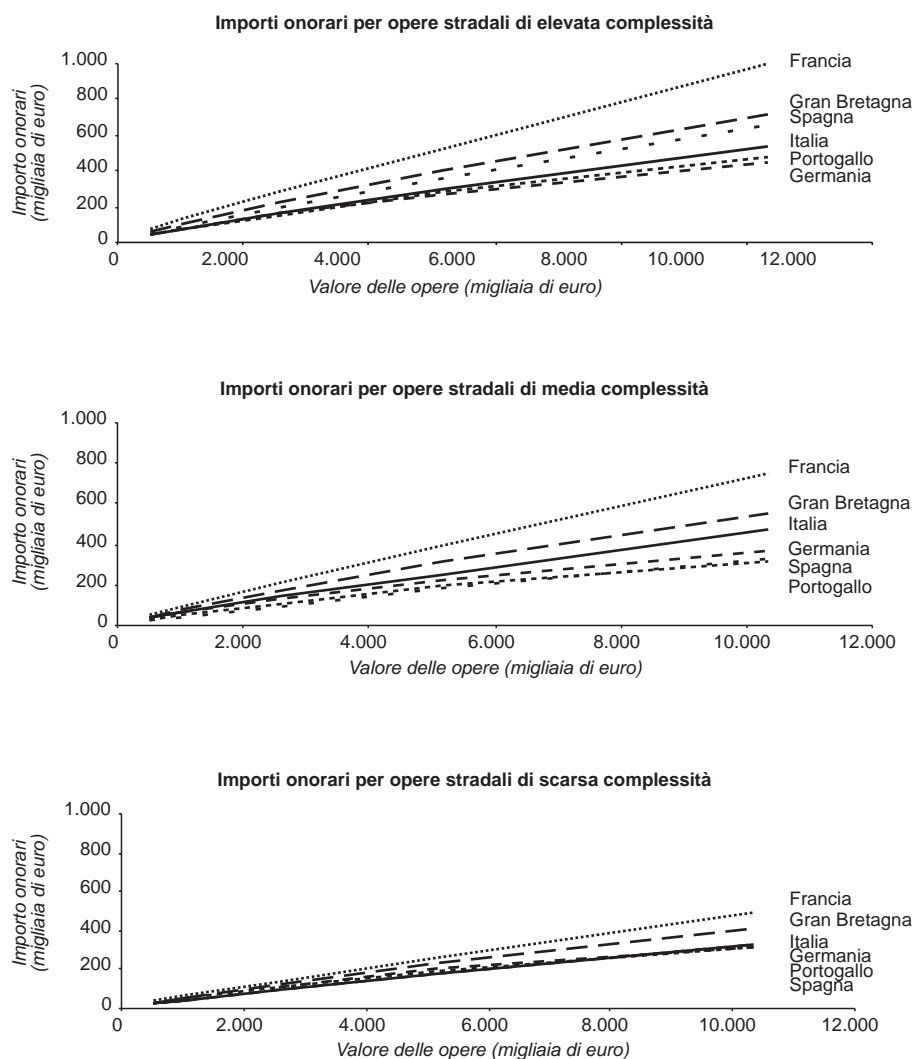 Importi onorari per opere stradali di elevata complessità
Importo onorari
(migliaia di euro)
1.000
800
600
400
200
0
Francia
Gran Bretagna
Spagna
Italia
Portogallo
Germania
0 2.000 4.000 6.000 8.000 10.000 12.000
Valore delle opere (migliaia di euro)
Importi onorari per opere stradali di media complessità
Importo onorari
(migliaia di euro)
1.000
800
600
400
200
0
Francia
Gran Bretagna
Italia
Germania
Spagna
Portogallo
0 2.000 4.000 6.000 8.000 10.000 12.000
Valore delle opere (migliaia di euro)
Importi onorari per opere stradali di scarsa complessità
Importo onorari
(migliaia di euro)
1.000
800
600
400
200
0
Francia
Gran Bretagna
Italia
Germania
Portogallo
Spagna
0 2.000 4.000 6.000 8.000 10.000 12.000
Valore delle opere (migliaia di euro)